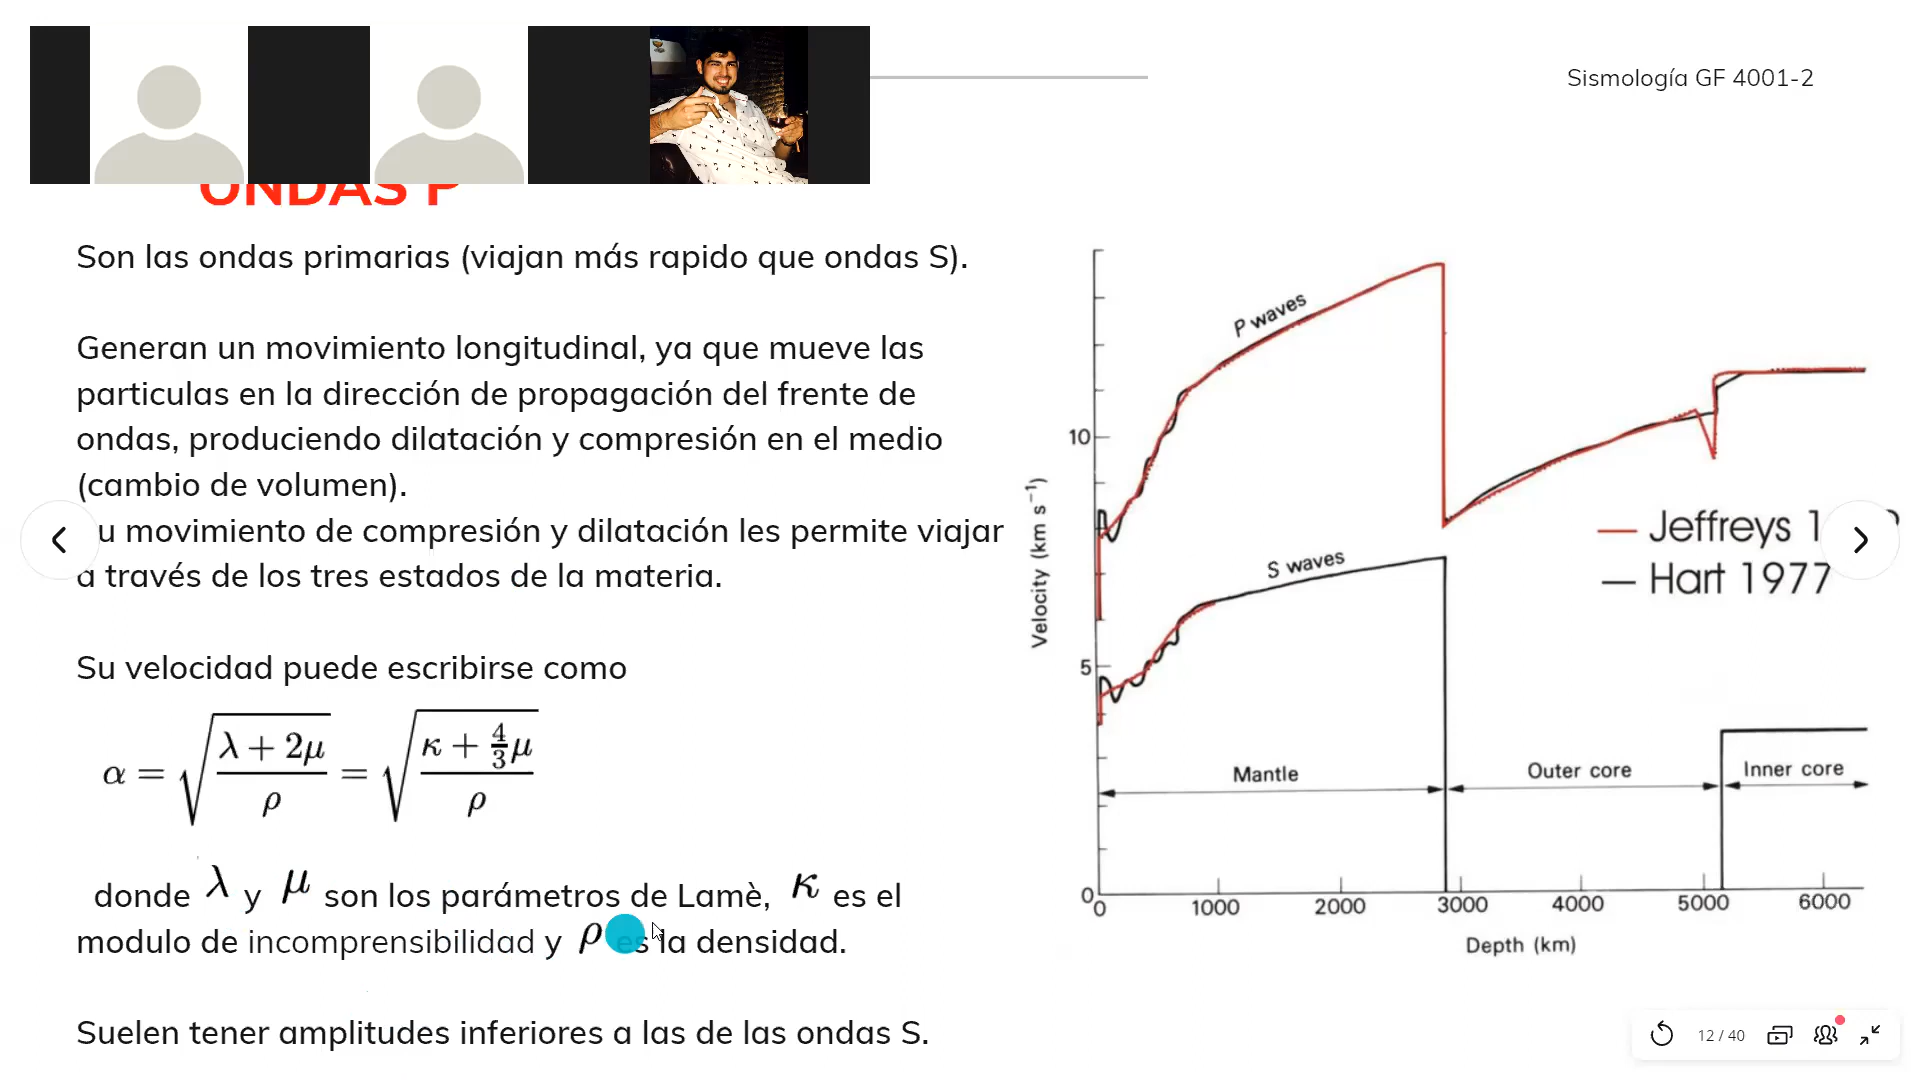 Sismología GF 4001-2
ONDAS P
Son las ondas primarias (viajan más rapido que ondas S).
Generan un movimiento longitudinal, ya que mueve las
particulas en la dirección de propagación del frente de
ondas, produciendo dilatación y compresión en el medio
(cambio de volumen).
u movimiento de compresión y dilatación les permite viajar
a través de los tres estados de la materia.
Su velocidad puede escribirse como
α = √((λ + 2μ)/ρ) = √((κ + 4/3 μ)/ρ)
donde λ y μ son los parámetros de Lamè, κ es el
modulo de incomprensibilidad y ρ es la densidad.
Suelen tener amplitudes inferiores a las de las ondas S.
P waves
10
Velocity (km s⁻¹)
Jeffreys
Hart 1977
S waves
5
Mantle
Outer core
Inner core
0
0 1000 2000 3000 4000 5000 6000
Depth (km)
12 / 40